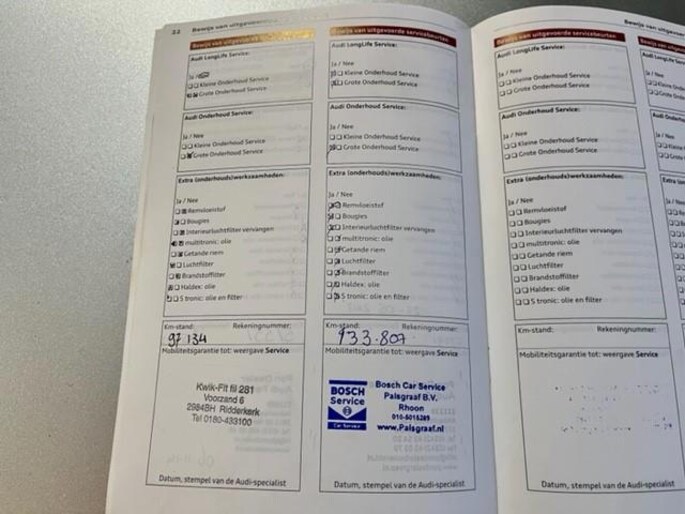 22
Bewijs van uitgevoerde servicebeurten
Audi LongLife Service:
Ja / Nee
Kleine Onderhoud Service
Grote Onderhoud Service
Audi Onderhoud Service:
Ja / Nee
Kleine Onderhoud Service
Grote Onderhoud Service
Extra (onderhouds)werkzaamheden:
Ja / Nee
Remvloeistof
Bougies
Interieurluchtfilter vervangen
multitronic: olie
Getande riem
Luchtfilter
Brandstoffilter
Haldex: olie
S tronic: olie en filter
Km-stand: Rekeningnummer:
97 134
Mobiliteitsgarantie tot: weergave Service
Kwik-Fit fil 281
Voorzand 6
2984BH Ridderkerk
Tel 0180-433100
Datum, stempel van de Audi-specialist
Bewijs van uitgevoerde servicebeurten
Audi LongLife Service:
Ja / Nee
Kleine Onderhoud Service
Grote Onderhoud Service
Audi Onderhoud Service:
Ja / Nee
Kleine Onderhoud Service
Grote Onderhoud Service
Extra (onderhouds)werkzaamheden:
Ja / Nee
Remvloeistof
Bougies
Interieurluchtfilter vervangen
multitronic: olie
Getande riem
Luchtfilter
Brandstoffilter
Haldex: olie
S tronic: olie en filter
Km-stand: Rekeningnummer:
133.807
Mobiliteitsgarantie tot: weergave Service
BOSCH
Service
Car Service
Bosch Car Service
Palsgraaf B.V.
Rhoon
010-5015289
www.Palsgraaf.nl
Datum, stempel van de Audi-specialist
Bewijs van uitgevoerde servicebeurten
Audi LongLife Service:
Ja / Nee
Kleine Onderhoud Service
Grote Onderhoud Service
Audi Onderhoud Service:
Ja / Nee
Kleine Onderhoud Service
Grote Onderhoud Service
Extra (onderhouds)werkzaamheden:
Ja / Nee
Remvloeistof
Bougies
Interieurluchtfilter vervangen
multitronic: olie
Getande riem
Luchtfilter
Brandstoffilter
Haldex: olie
S tronic: olie en filter
Km-stand: Rekeningnummer:
Mobiliteitsgarantie tot: weergave Service
Datum, stempel van de Audi-specialist